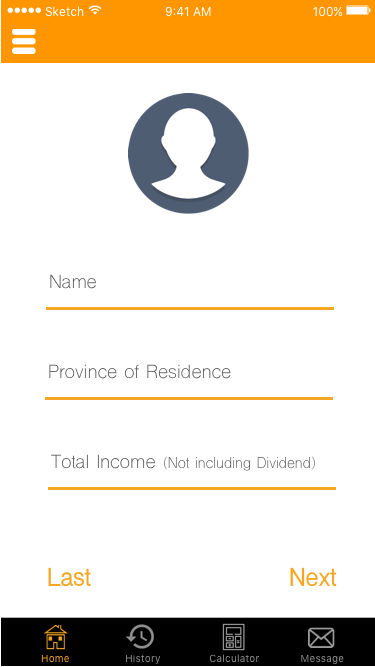 Sketch 9:41 AM 100%
Name
Province of Residence
Total Income (Not including Dividend)
Last Next
Home History Calculator Message